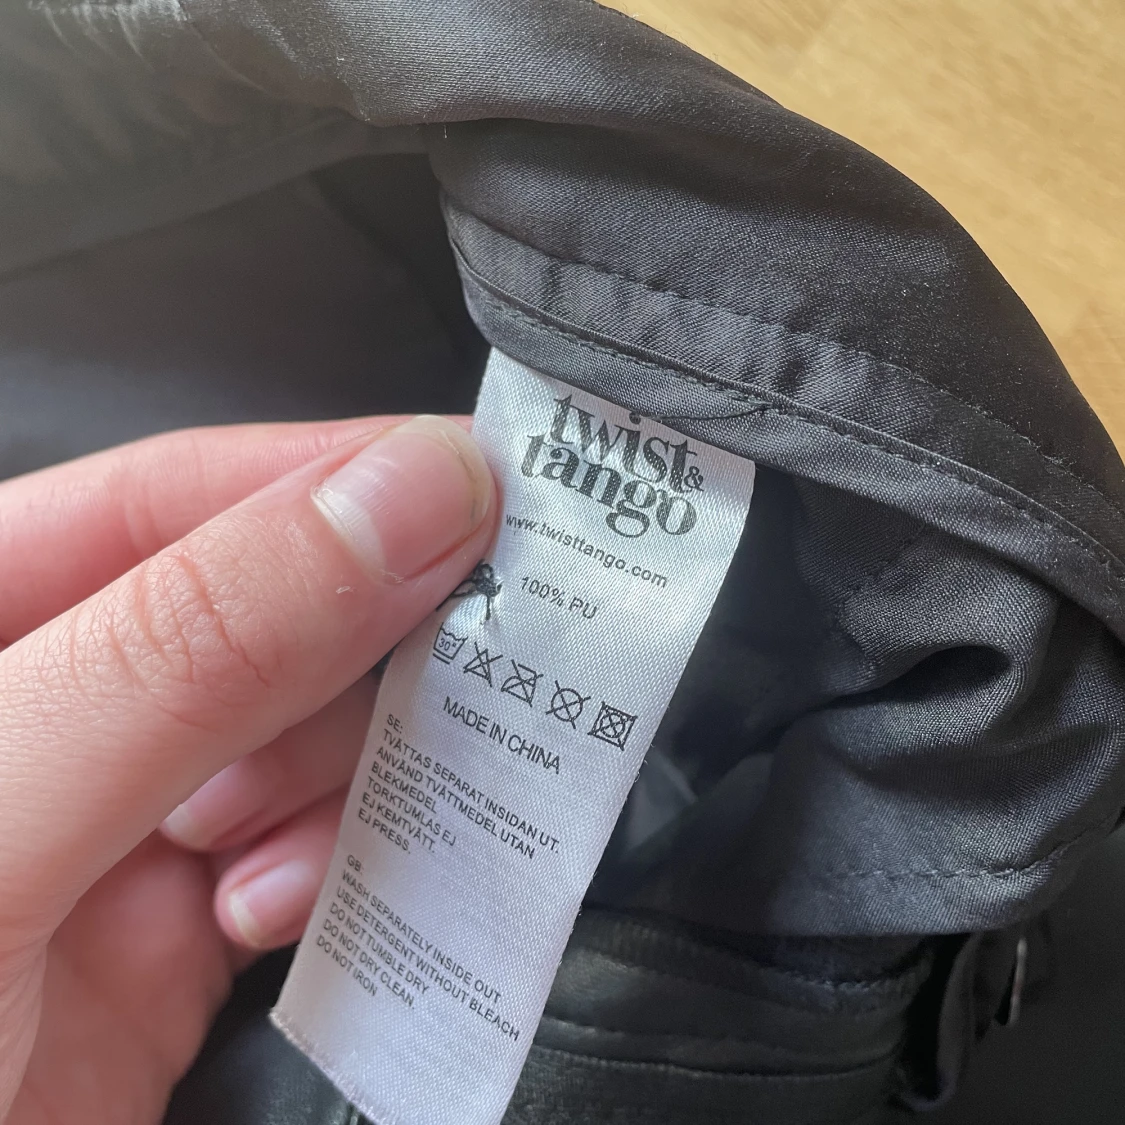 twist&
tango
www.twisttango.com
100% PU
30°
MADE IN CHINA
SE:
TVÄTTAS SEPARAT INSIDAN UT.
ANVÄND TVÄTTMEDEL UTAN
BLEKMEDEL
TORKTUMLAS EJ
EJ KEMTVÄTT.
EJ PRESS.
GB:
WASH SEPARATELY INSIDE OUT
USE DETERGENT WITHOUT BLEACH
DO NOT TUMBLE DRY
DO NOT DRY CLEAN.
DO NOT IRON